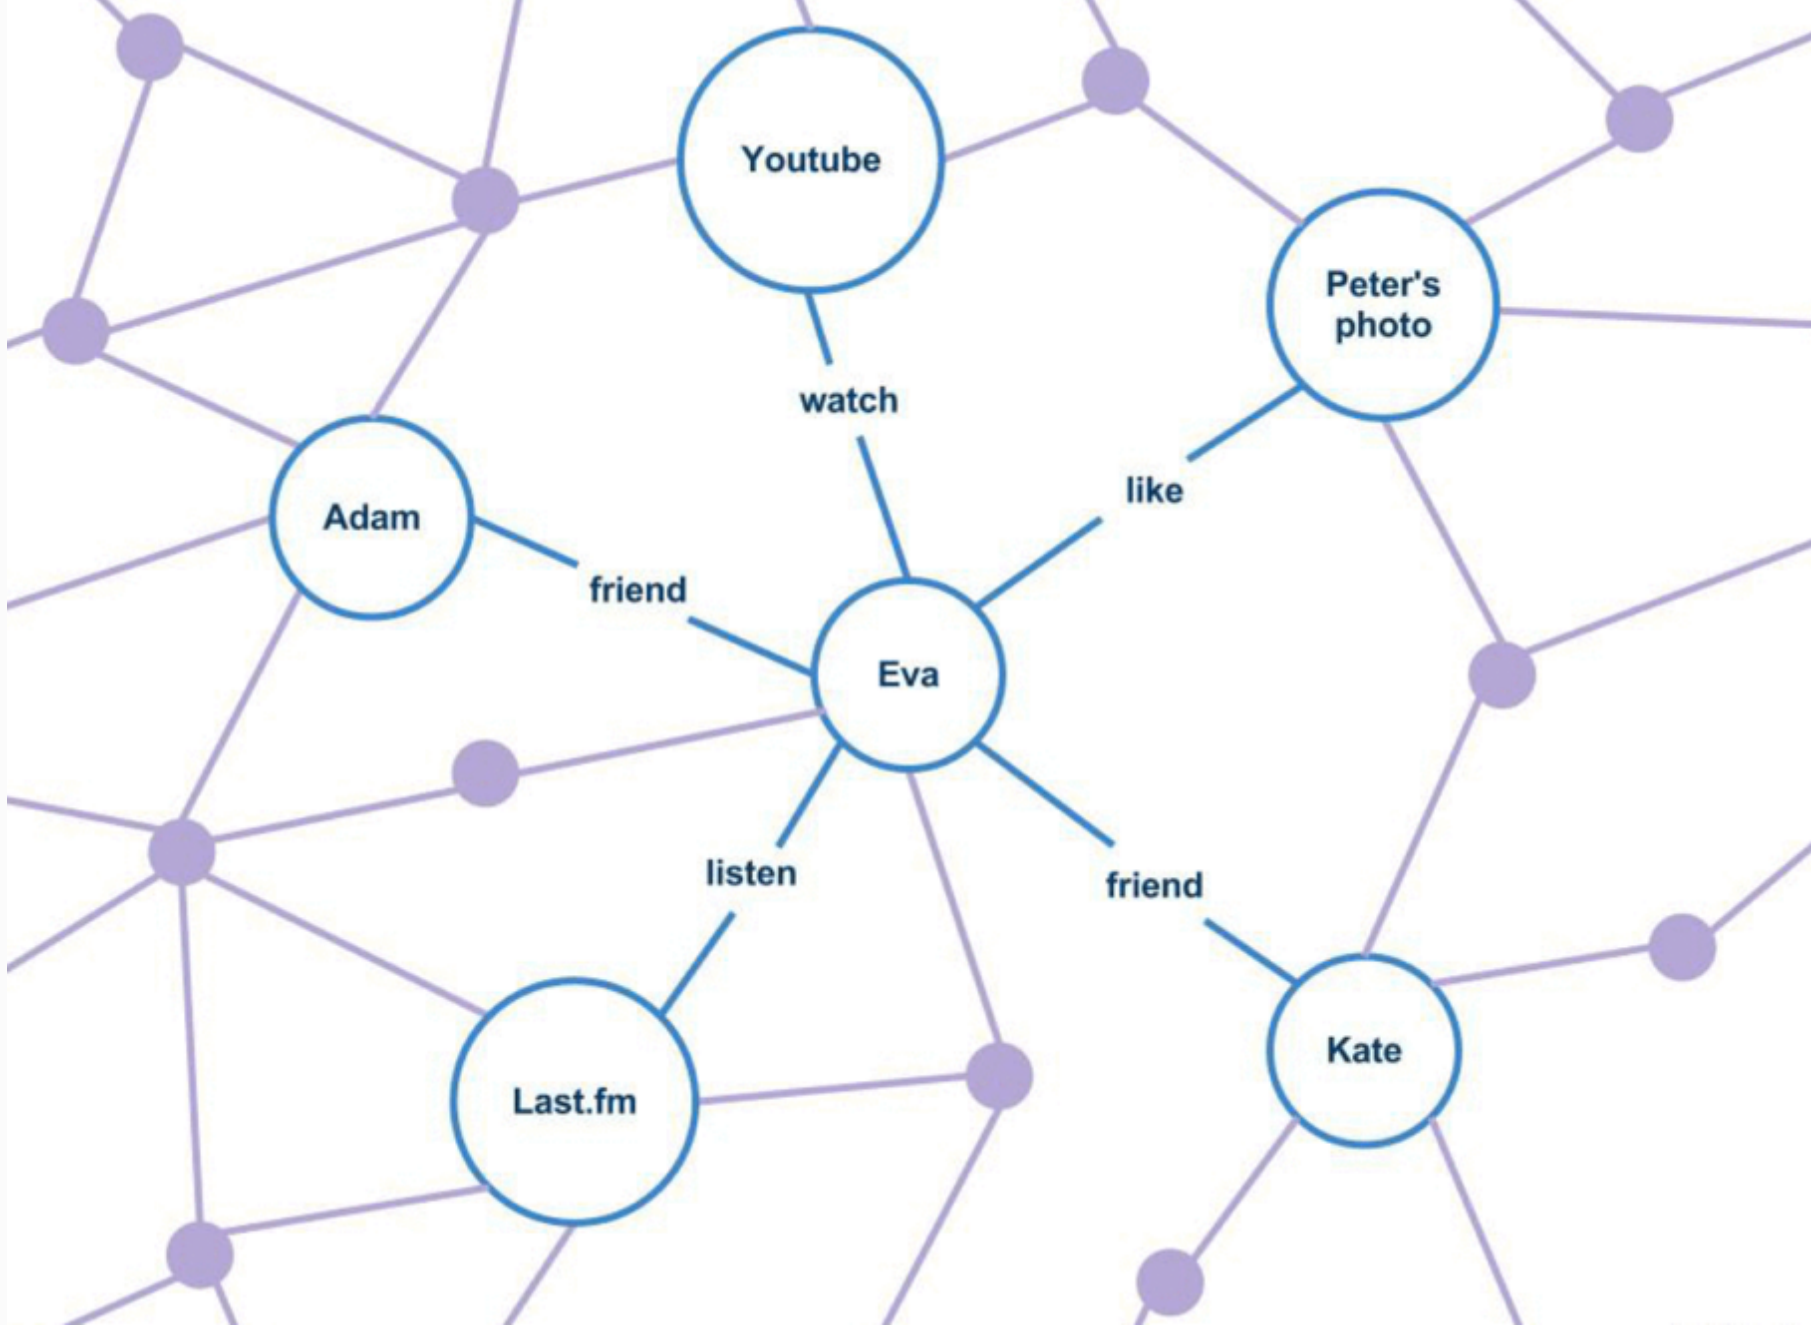 Youtube
Peter's
photo
watch
like
Adam
friend
Eva
listen
friend
Kate
Last.fm